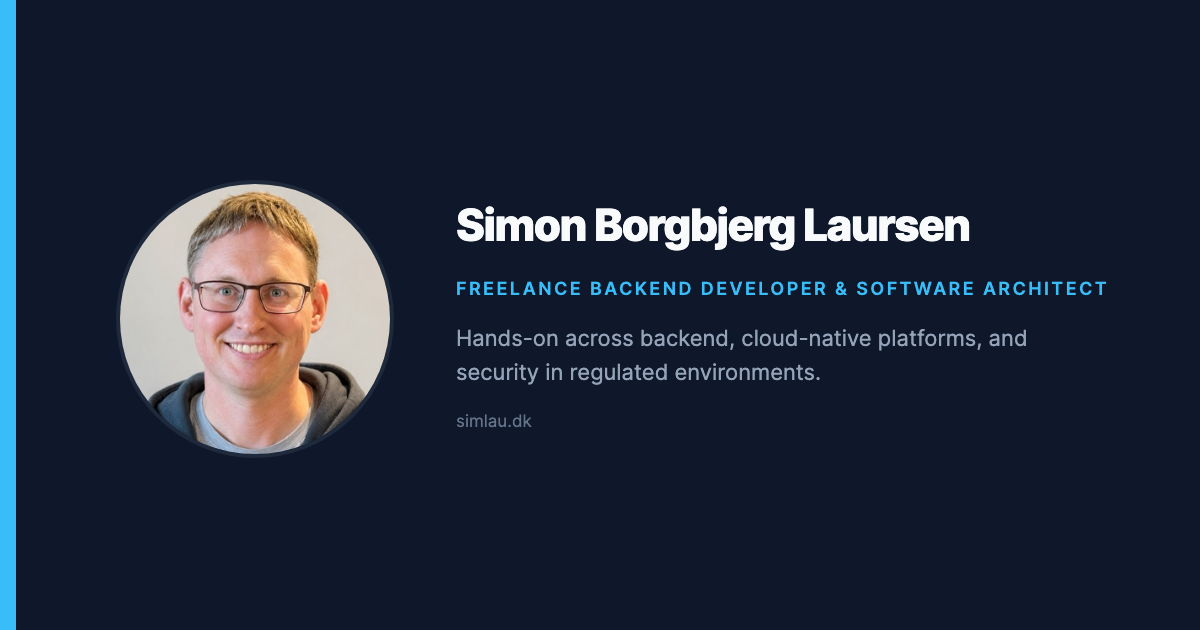 Simon Borgbjerg Laursen
FREELANCE BACKEND DEVELOPER & SOFTWARE ARCHITECT
Hands-on across backend, cloud-native platforms, and
security in regulated environments.
simlau.dk